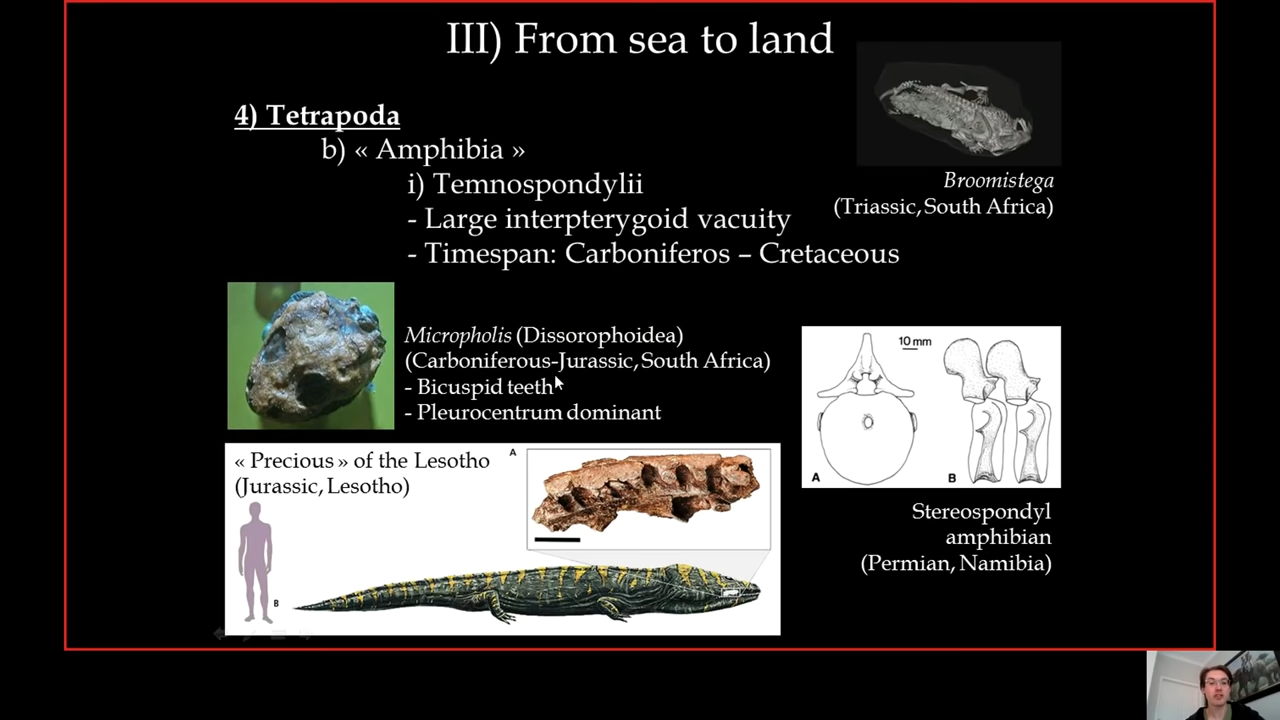 III) From sea to land
4) Tetrapoda
b) « Amphibia »
i) Temnospondylii
- Large interpterygoid vacuity
- Timespan: Carboniferos – Cretaceous
Broomistega
(Triassic, South Africa)
Micropholis (Dissorophoidea)
(Carboniferous-Jurassic, South Africa)
- Bicuspid teeth
- Pleurocentrum dominant
10 mm
A
B
« Precious » of the Lesotho
(Jurassic, Lesotho)
A
B
Stereospondyl
amphibian
(Permian, Namibia)